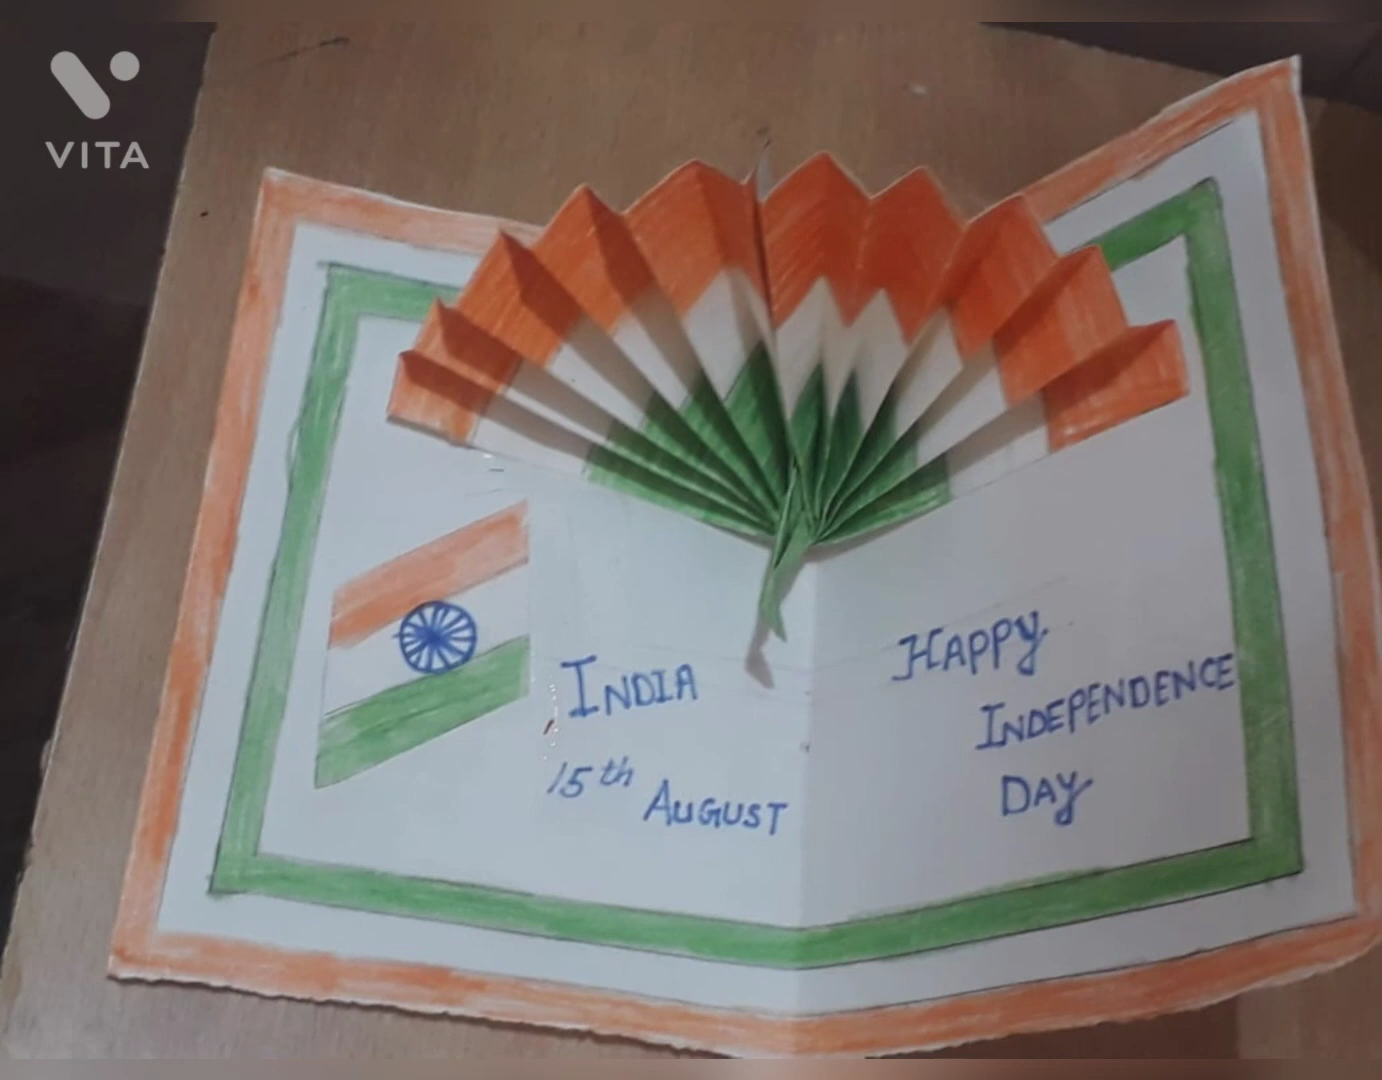 VITA
INDIA
15th AUGUST
HAPPY
INDEPENDENCE
DAY